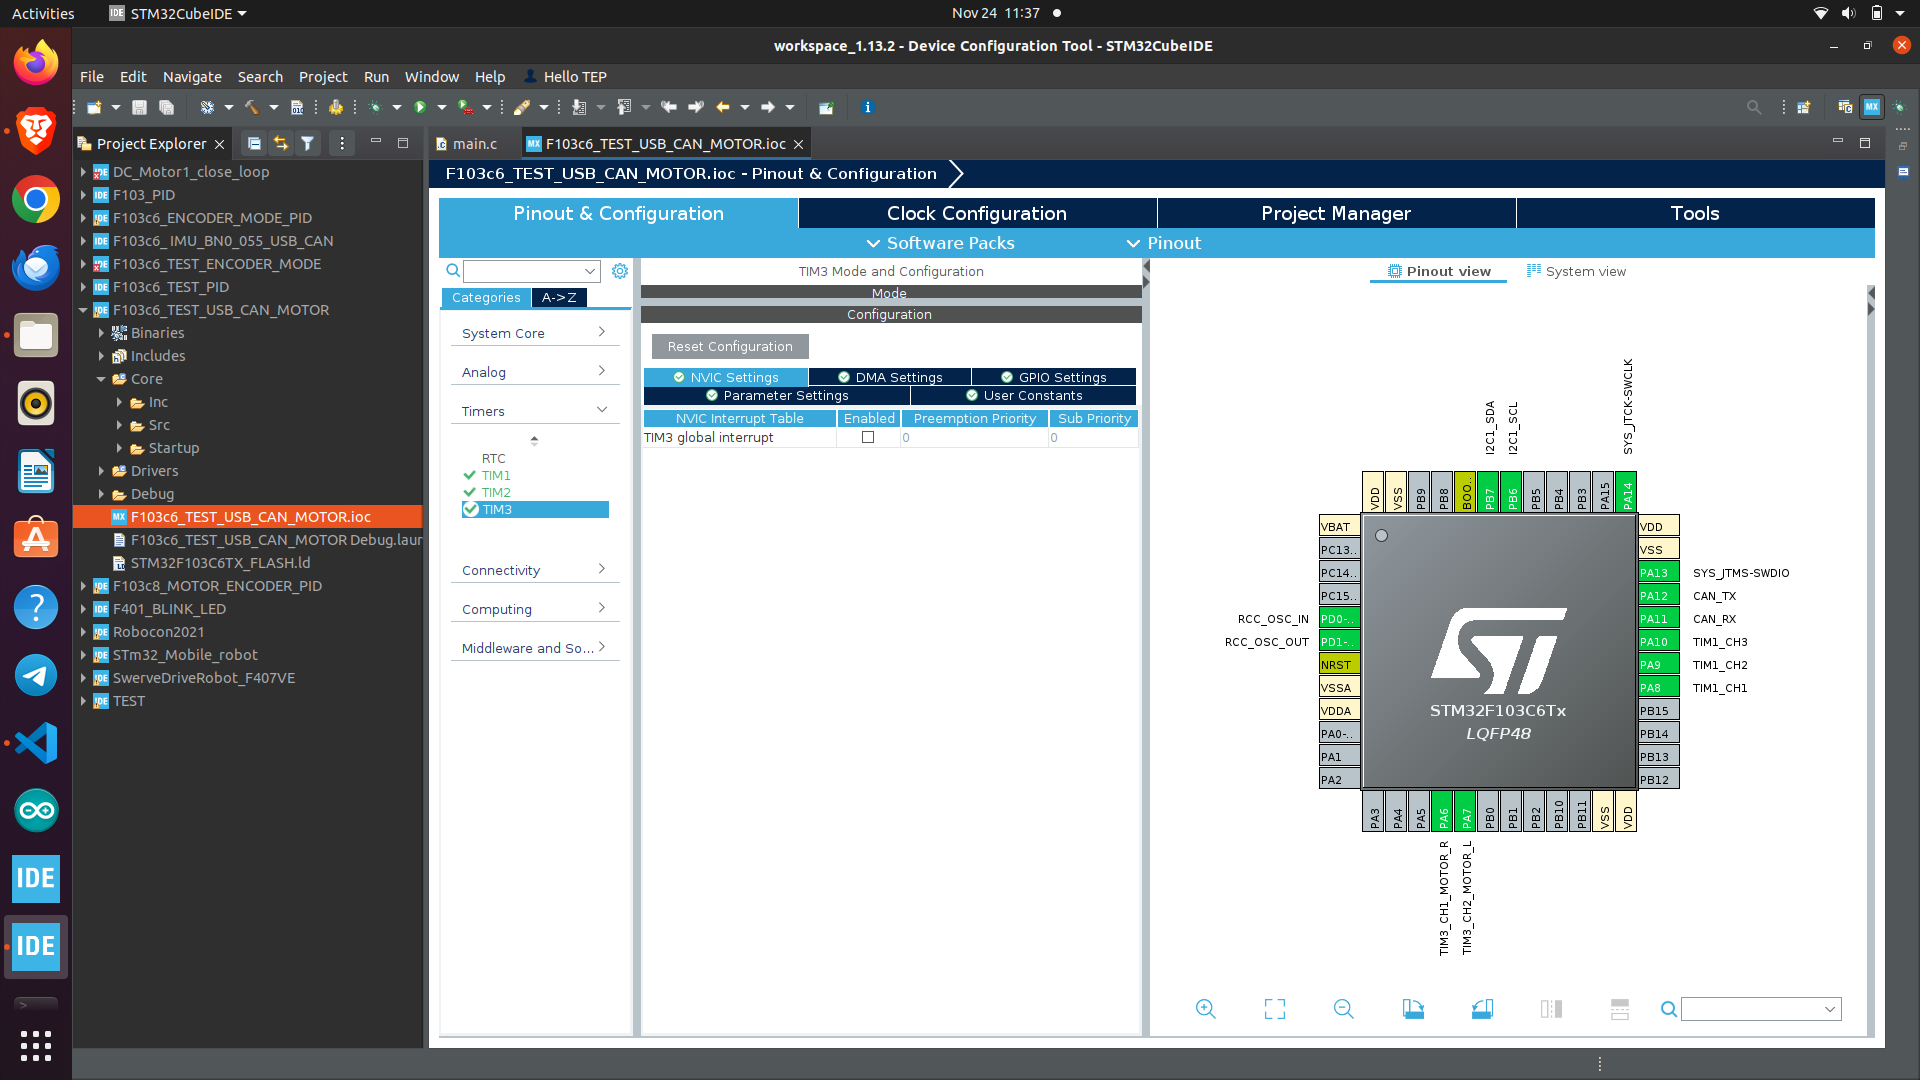 Activities
IDE STM32CubeIDE
Nov 24 11:37
workspace_1.13.2 - Device Configuration Tool - STM32CubeIDE
File Edit Navigate Search Project Run Window Help Hello TEP
Project Explorer
main.c
MX F103c6_TEST_USB_CAN_MOTOR.ioc
DC_Motor1_close_loop
F103_PID
F103c6_ENCODER_MODE_PID
F103c6_ IMU_BN0_055_USB_CAN
F103c6_TEST_ENCODER_MODE
F103c6_TEST_PID
F103c6_TEST_USB_CAN_MOTOR
Binaries
Includes
Core
Inc
Src
Startup
Drivers
Debug
MX F103c6_TEST_USB_CAN_MOTOR.ioc
F103c6_TEST_USB_CAN_MOTOR Debug.laun
STM32F103C6TX_FLASH.ld
F103c8_MOTOR_ENCODER_PID
F401_BLINK_LED
Robocon2021
STm32_Mobile_robot
SwerveDriveRobot_F407VE
TEST
IDE
IDE
F103c6_TEST_USB_CAN_MOTOR.ioc - Pinout & Configuration
Pinout & Configuration
Clock Configuration
Project Manager
Tools
Software Packs
Pinout
Categories
A->Z
System Core
Analog
Timers
RTC
TIM1
TIM2
TIM3
Connectivity
Computing
Middleware and So...
TIM3 Mode and Configuration
Mode
Configuration
Reset Configuration
NVIC Settings
DMA Settings
GPIO Settings
Parameter Settings
User Constants
NVIC Interrupt Table Enabled Preemption Priority Sub Priority
TIM3 global interrupt 0 0
Pinout view
System view
I2C1_SDA
I2C1_SCL
SYS_JTCK-SWCLK
VDD
VSS
PB9
PB8
BOO..
PB7
PB6
PB5
PB4
PB3
PA15
PA14
VBAT
PC13..
PC14..
PC15..
RCC_OSC_IN PD0-..
RCC_OSC_OUT PD1-..
NRST
VSSA
VDDA
PA0-..
PA1
PA2
STM32F103C6Tx
LQFP48
VDD
VSS
PA13 SYS_JTMS-SWDIO
PA12 CAN_TX
PA11 CAN_RX
PA10 TIM1_CH3
PA9 TIM1_CH2
PA8 TIM1_CH1
PB15
PB14
PB13
PB12
PA3
PA4
PA5
PA6
PA7
PB0
PB1
PB2
PB10
PB11
VSS
VDD
TIM3_CH1_MOTOR_R
TIM3_CH2_MOTOR_L